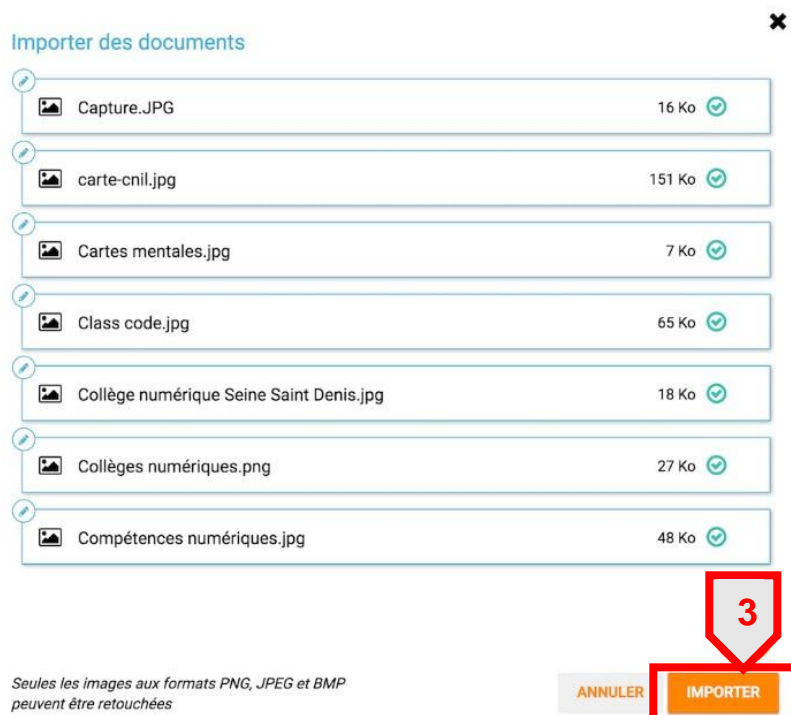 Importer des documents
Capture.JPG 16 Ko
carte-cnil.jpg 151 Ko
Cartes mentales.jpg 7 Ko
Class code.jpg 65 Ko
Collège numérique Seine Saint Denis.jpg 18 Ko
Collèges numériques.png 27 Ko
Compétences numériques.jpg 48 Ko
3
Seules les images aux formats PNG, JPEG et BMP
peuvent être retouchées
ANNULER IMPORTER